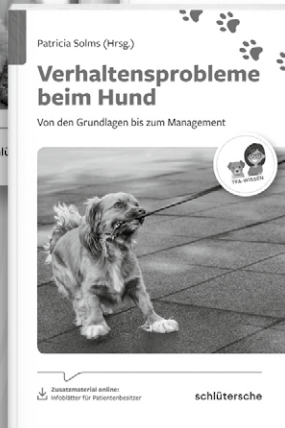 Patricia Solms (Hrsg.)
Verhaltensprobleme
beim Hund
Von den Grundlagen bis zum Management
TFA-WISSEN
Zusatzmaterial online:
Infoblätter für Patientenbesitzer
schlütersche